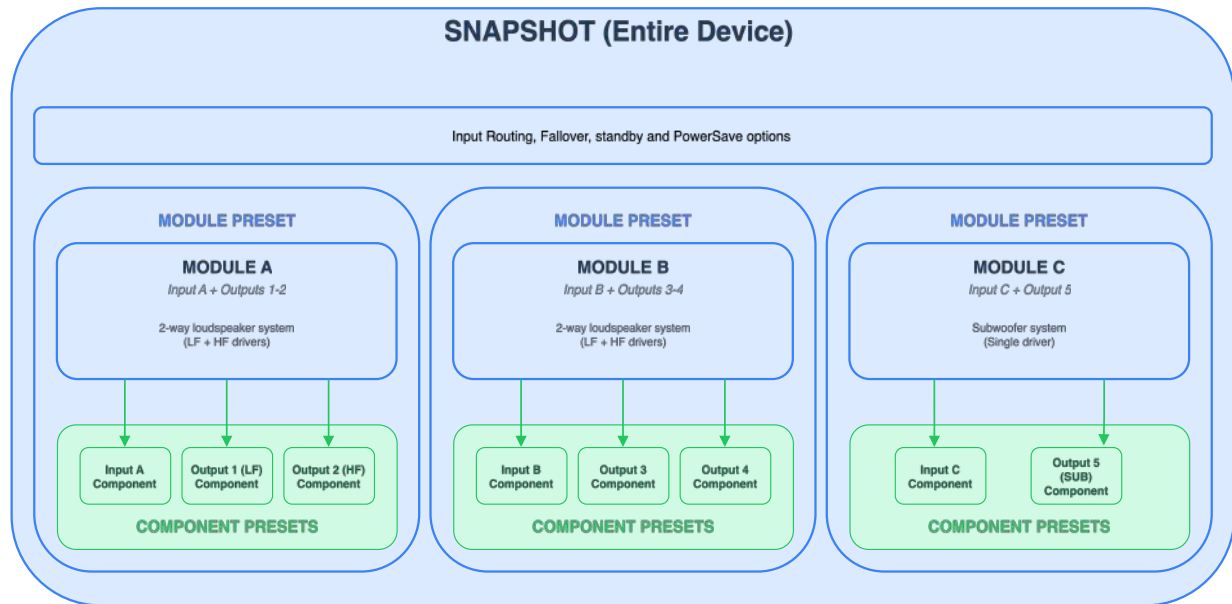 SNAPSHOT (Entire Device)
Input Routing, Fallover, standby and PowerSave options
MODULE PRESET
MODULE A
Input A + Outputs 1-2
2-way loudspeaker system
(LF + HF drivers)
Input A
Component
Output 1 (LF)
Component
Output 2 (HF)
Component
COMPONENT PRESETS
MODULE PRESET
MODULE B
Input B + Outputs 3-4
2-way loudspeaker system
(LF + HF drivers)
Input B
Component
Output 3
Component
Output 4
Component
COMPONENT PRESETS
MODULE PRESET
MODULE C
Input C + Output 5
Subwoofer system
(Single driver)
Input C
Component
Output 5
(SUB)
Component
COMPONENT PRESETS